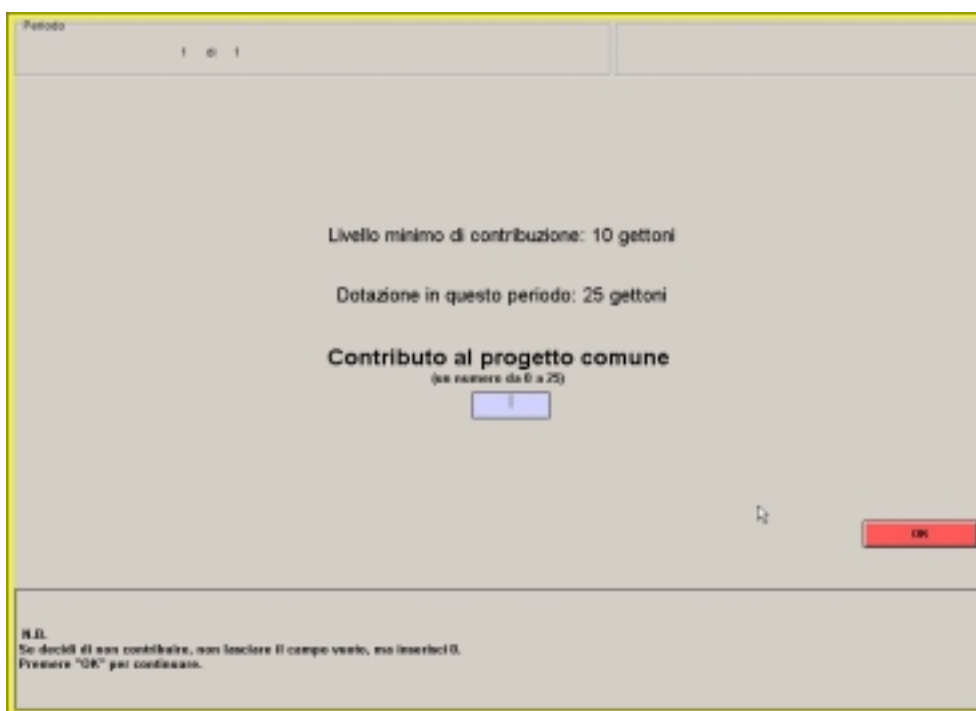 Periodo
1 di 1
Livello minimo di contribuzione: 10 gettoni
Dotazione in questo periodo: 25 gettoni
Contributo al progetto comune
(un numero da 0 a 25)
OK
N.B.
Se decidi di non contribuire, non lasciare il campo vuoto, ma inserisci 0.
Premere "OK" per continuare.